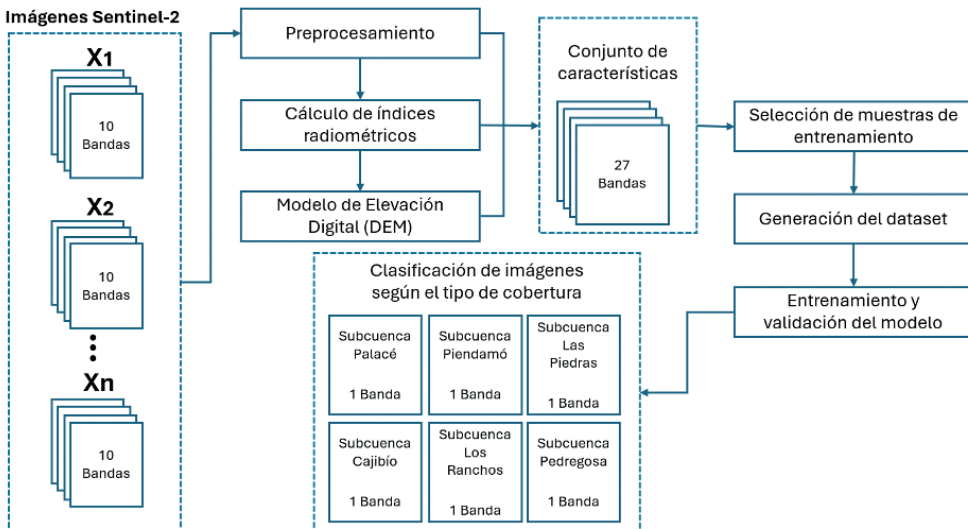 Imágenes Sentinel-2
X1
10
Bandas
X2
10
Bandas
Xn
10
Bandas
Preprocesamiento
Cálculo de índices
radiométricos
Modelo de Elevación
Digital (DEM)
Conjunto de
características
27
Bandas
Selección de muestras de
entrenamiento
Generación del dataset
Entrenamiento y
validación del modelo
Clasificación de imágenes
según el tipo de cobertura
Subcuenca
Palacé
1 Banda
Subcuenca
Piendamó
1 Banda
Subcuenca
Las
Piedras
1 Banda
Subcuenca
Cajibío
1 Banda
Subcuenca
Los
Ranchos
1 Banda
Subcuenca
Pedregosa
1 Banda